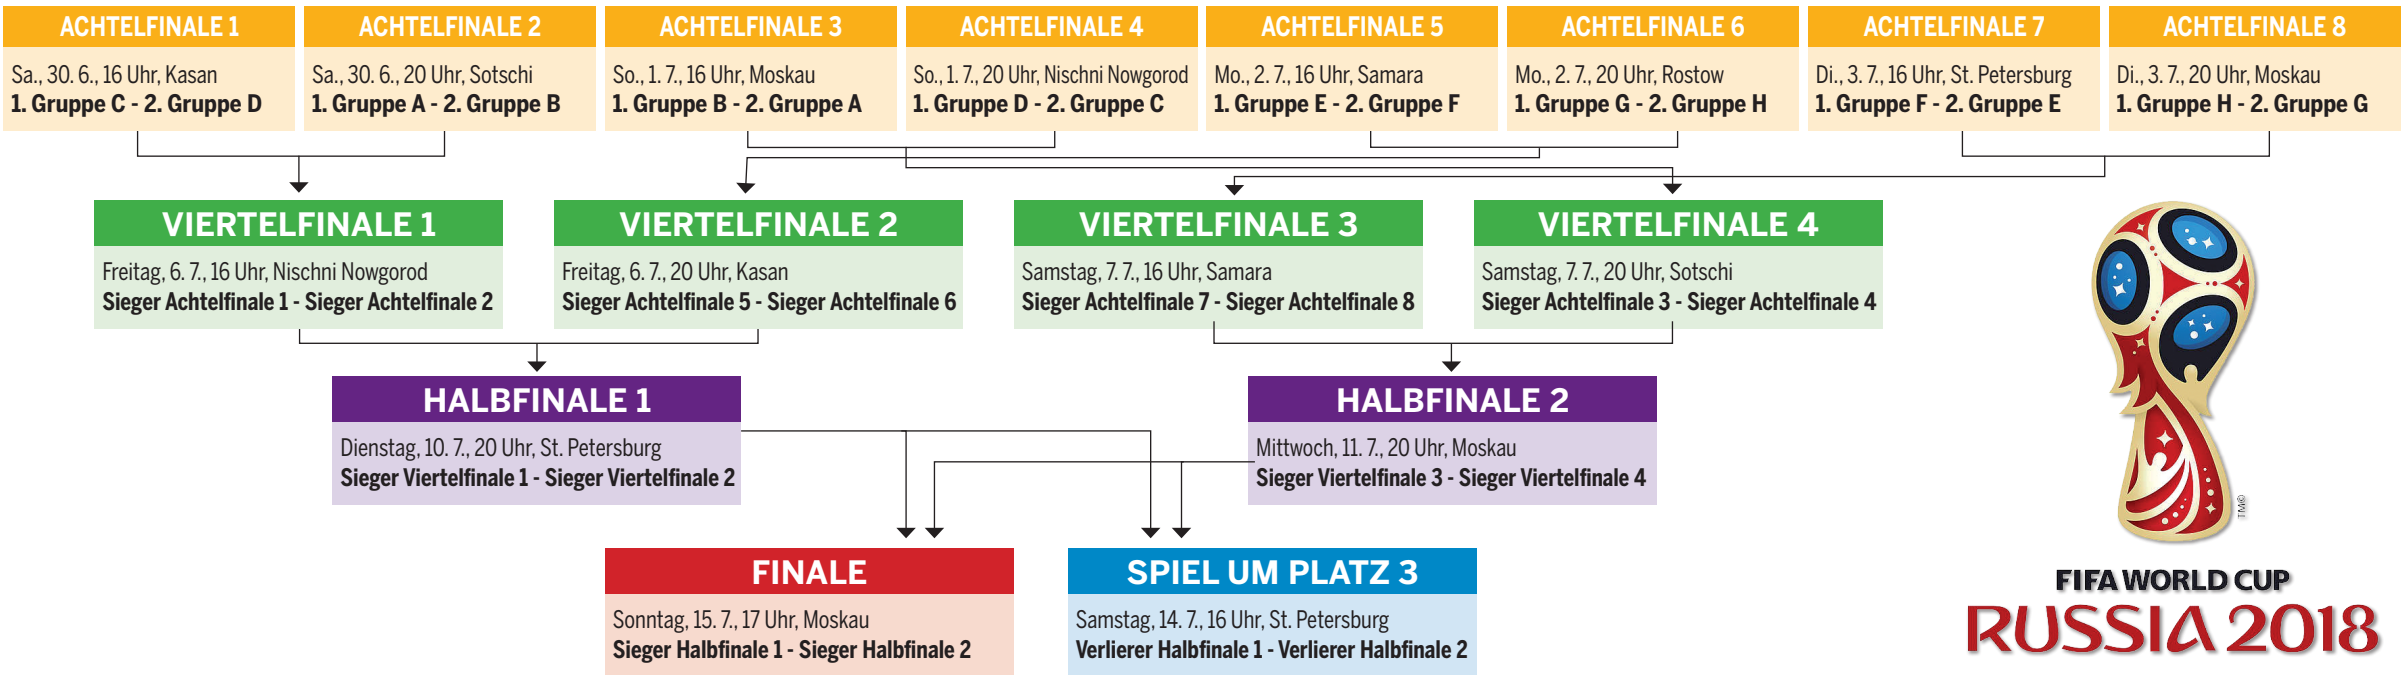 ACHTELFINALE 1
Sa., 30. 6., 16 Uhr, Kasan
1. Gruppe C - 2. Gruppe D
ACHTELFINALE 2
Sa., 30. 6., 20 Uhr, Sotschi
1. Gruppe A - 2. Gruppe B
ACHTELFINALE 3
So., 1. 7., 16 Uhr, Moskau
1. Gruppe B - 2. Gruppe A
ACHTELFINALE 4
So., 1. 7., 20 Uhr, Nischni Nowgorod
1. Gruppe D - 2. Gruppe C
ACHTELFINALE 5
Mo., 2. 7., 16 Uhr, Samara
1. Gruppe E - 2. Gruppe F
ACHTELFINALE 6
Mo., 2. 7., 20 Uhr, Rostow
1. Gruppe G - 2. Gruppe H
ACHTELFINALE 7
Di., 3. 7., 16 Uhr, St. Petersburg
1. Gruppe F - 2. Gruppe E
ACHTELFINALE 8
Di., 3. 7., 20 Uhr, Moskau
1. Gruppe H - 2. Gruppe G
VIERTELFINALE 1
Freitag, 6. 7., 16 Uhr, Nischni Nowgorod
Sieger Achtelfinale 1 - Sieger Achtelfinale 2
VIERTELFINALE 2
Freitag, 6. 7., 20 Uhr, Kasan
Sieger Achtelfinale 5 - Sieger Achtelfinale 6
VIERTELFINALE 3
Samstag, 7. 7., 16 Uhr, Samara
Sieger Achtelfinale 7 - Sieger Achtelfinale 8
VIERTELFINALE 4
Samstag, 7. 7., 20 Uhr, Sotschi
Sieger Achtelfinale 3 - Sieger Achtelfinale 4
HALBFINALE 1
Dienstag, 10. 7., 20 Uhr, St. Petersburg
Sieger Viertelfinale 1 - Sieger Viertelfinale 2
HALBFINALE 2
Mittwoch, 11. 7., 20 Uhr, Moskau
Sieger Viertelfinale 3 - Sieger Viertelfinale 4
FINALE
Sonntag, 15. 7., 17 Uhr, Moskau
Sieger Halbfinale 1 - Sieger Halbfinale 2
SPIEL UM PLATZ 3
Samstag, 14. 7., 16 Uhr, St. Petersburg
Verlierer Halbfinale 1 - Verlierer Halbfinale 2
TM©
FIFA WORLD CUP
RUSSIA 2018